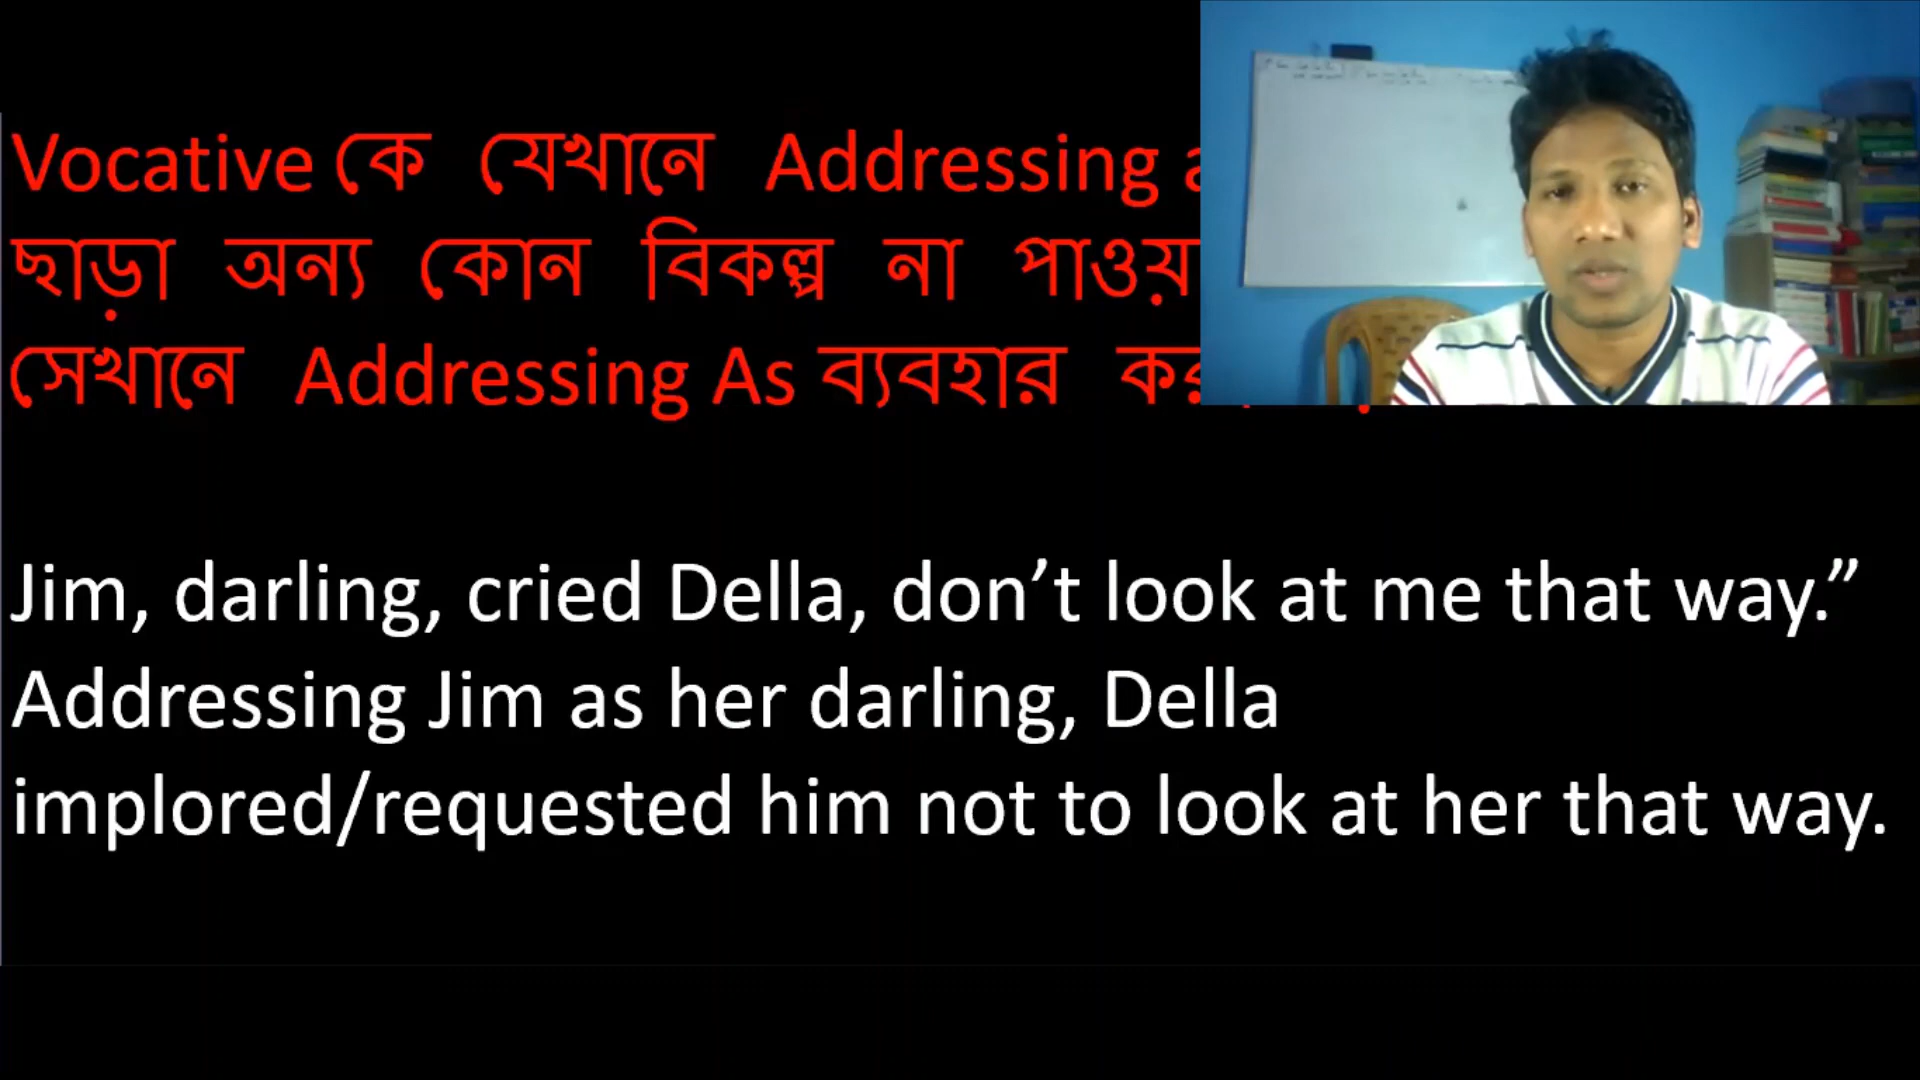 Vocative কে যেখানে Addressing
ছাড়া অন্য কোন বিকল্প না
সেখানে Addressing As ব্যবহার
Jim, darling, cried Della, don’t look at me that way.”
Addressing Jim as her darling, Della
implored/requested him not to look at her that way.